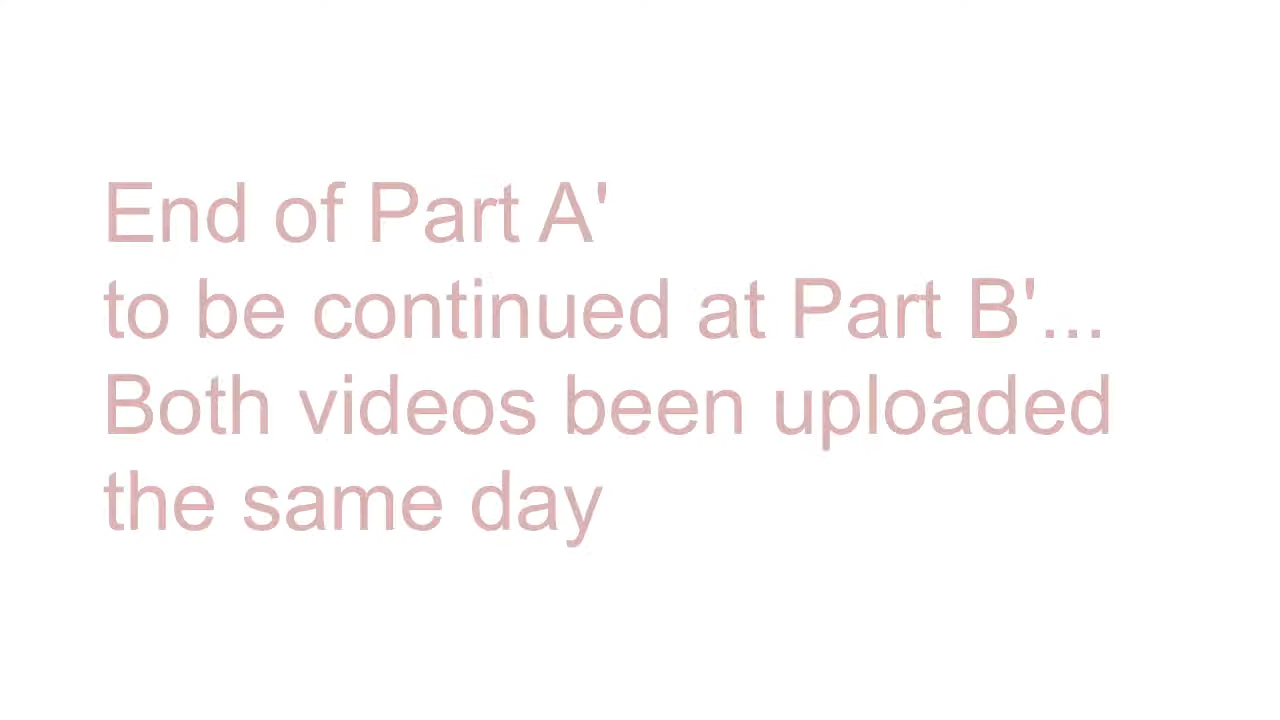 End of Part A'
to be continued at Part B'...
Both videos been uploaded
the same day